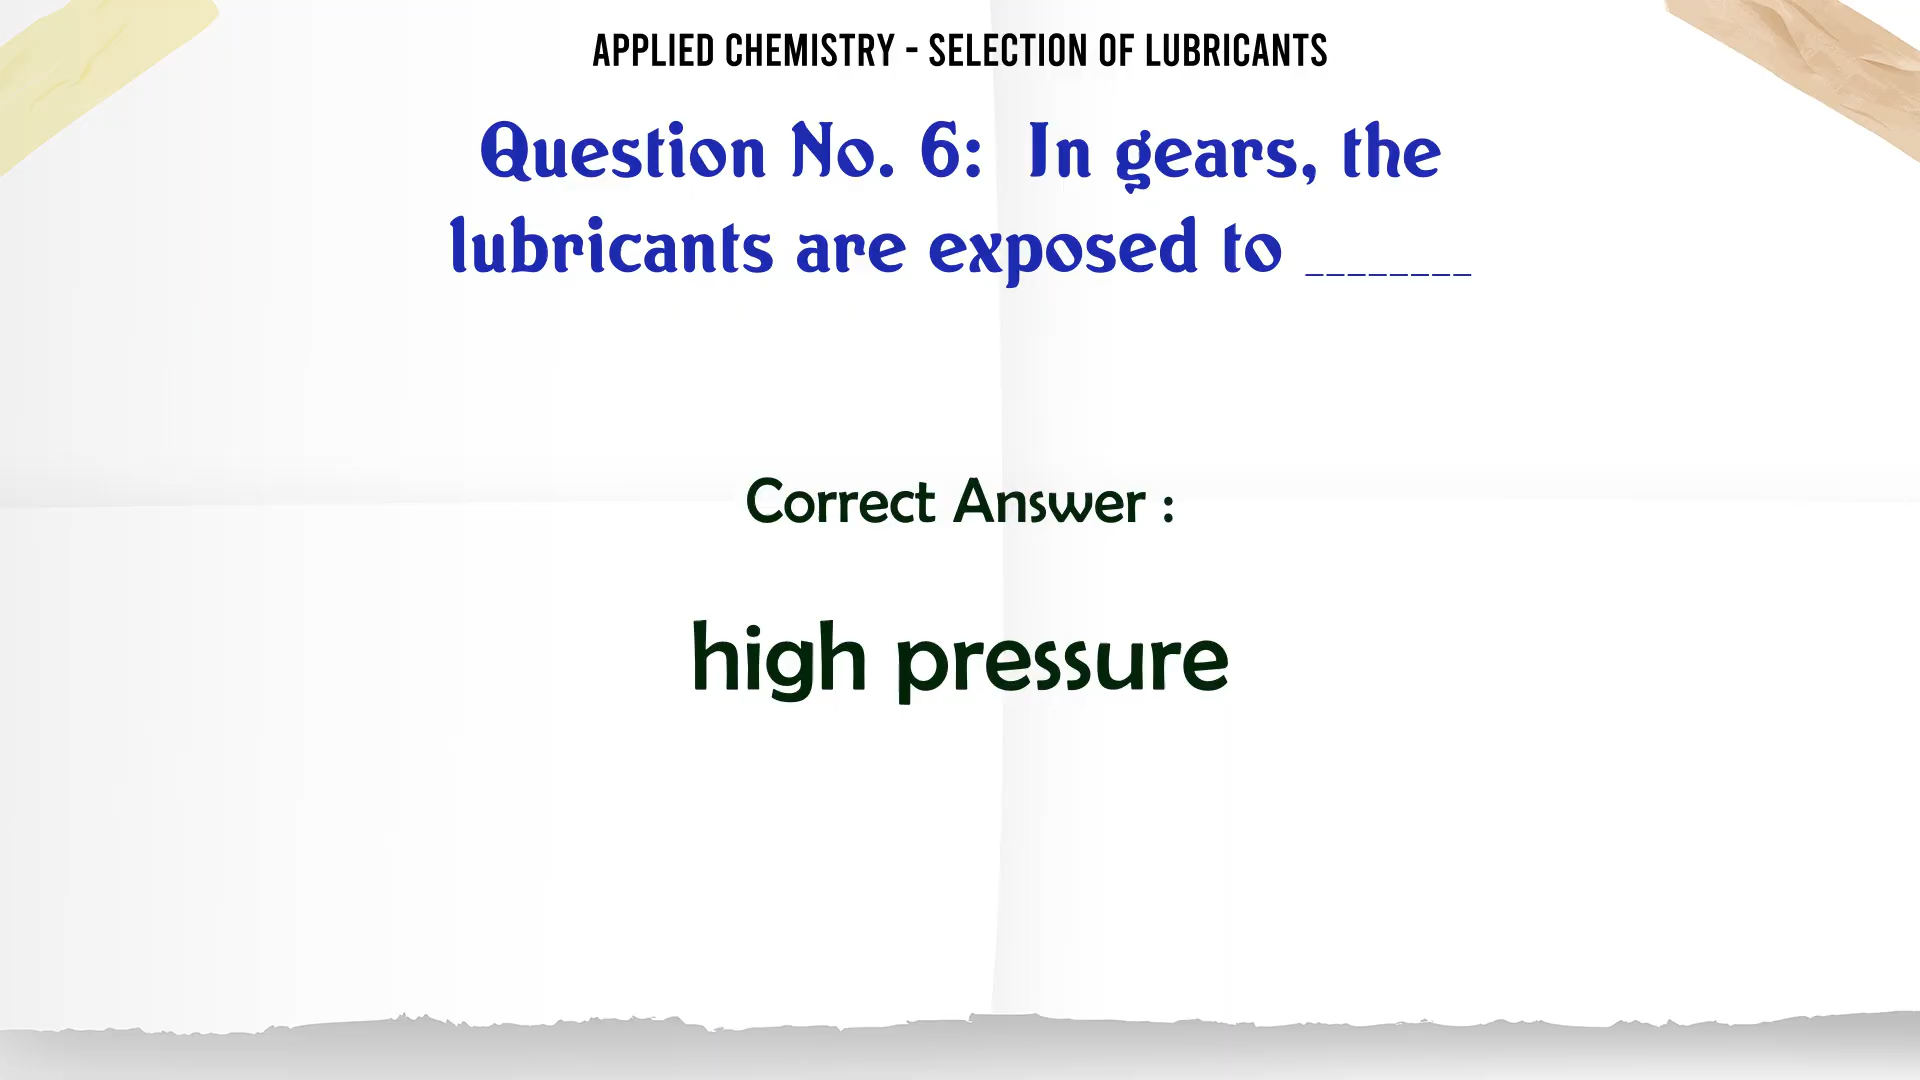 APPLIED CHEMISTRY - SELECTION OF LUBRICANTS
Question No. 6: In gears, the
lubricants are exposed to ________
Correct Answer :
high pressure